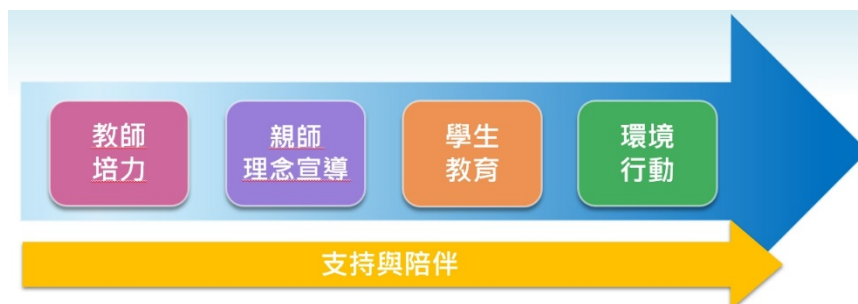 教師
培力
親師
理念宣導
學生
教育
環境
行動
支持與陪伴